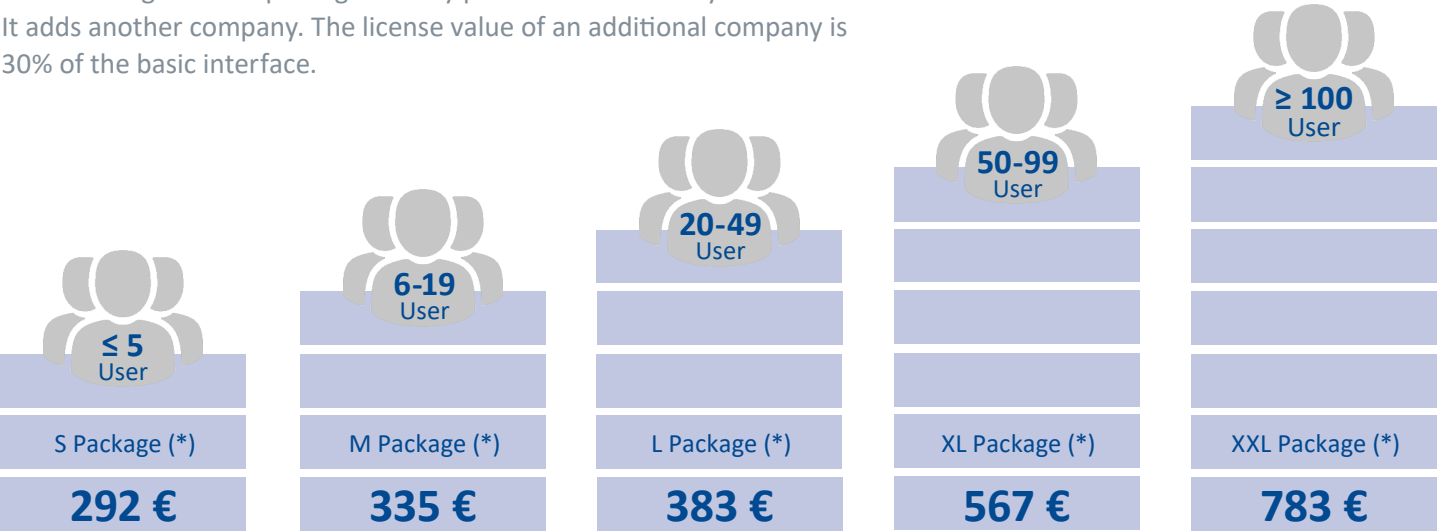 It adds another company. The license value of an additional company is
30% of the basic interface.
≤ 5
User
S Package (*)
292 €
6-19
User
M Package (*)
335 €
20-49
User
L Package (*)
383 €
50-99
User
XL Package (*)
567 €
≥ 100
User
XXL Package (*)
783 €